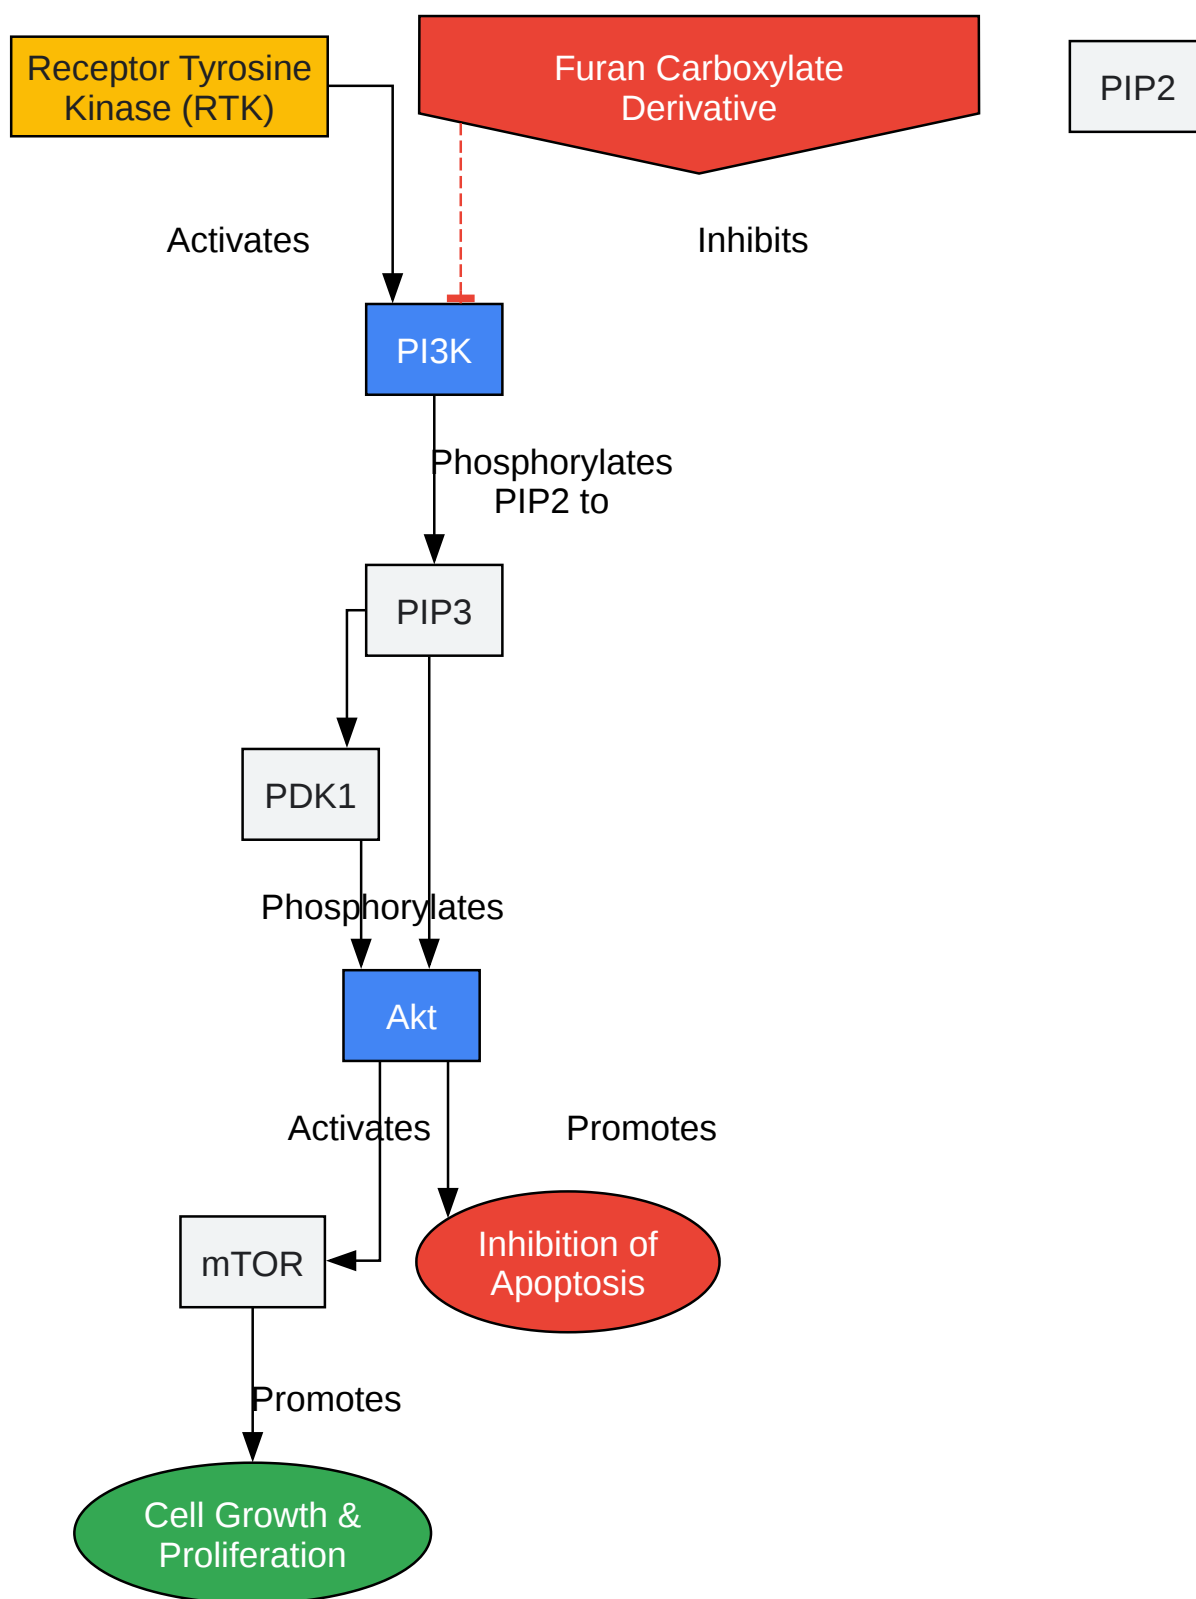 Receptor Tyrosine
Kinase (RTK)
Furan Carboxylate
Derivative
PIP2
Activates
Inhibits
PI3K
Phosphorylates
PIP2 to
PIP3
PDK1
Phosphorylates
Akt
Activates
Promotes
mTOR
Inhibition of
Apoptosis
Promotes
Cell Growth &
Proliferation